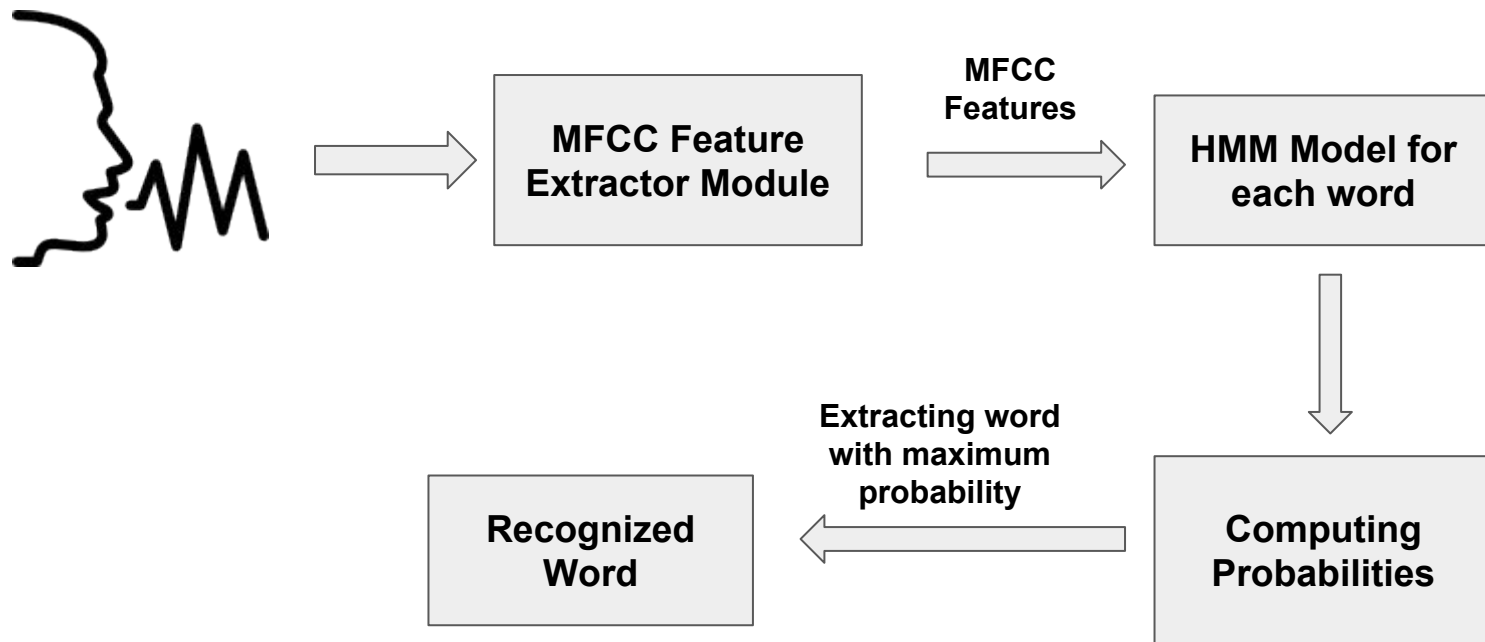 MFCC Feature
Extractor Module
MFCC
Features
HMM Model for
each word
Computing
Probabilities
Extracting word
with maximum
probability
Recognized
Word